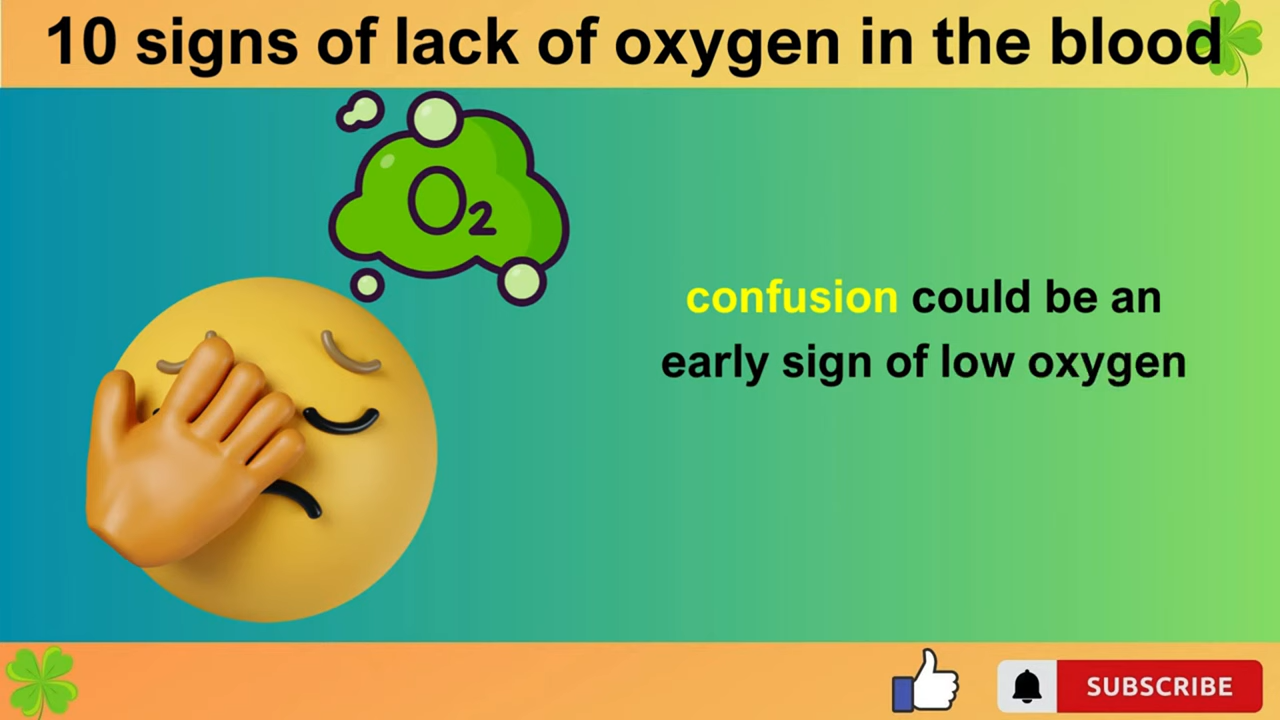 10 signs of lack of oxygen in the blood
O2
confusion could be an
early sign of low oxygen
SUBSCRIBE